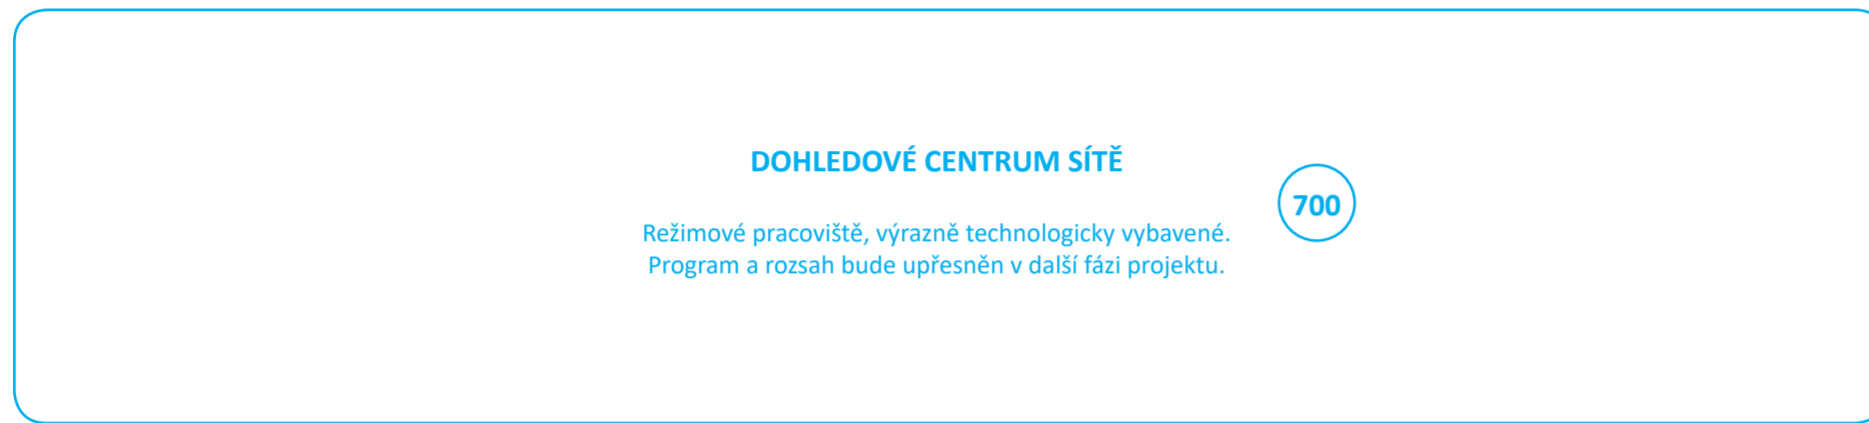 DOHLEDOVÉ CENTRUM SÍTĚ
700
Režimové pracoviště, výrazně technologicky vybavené.
Program a rozsah bude upřesněn v další fázi projektu.